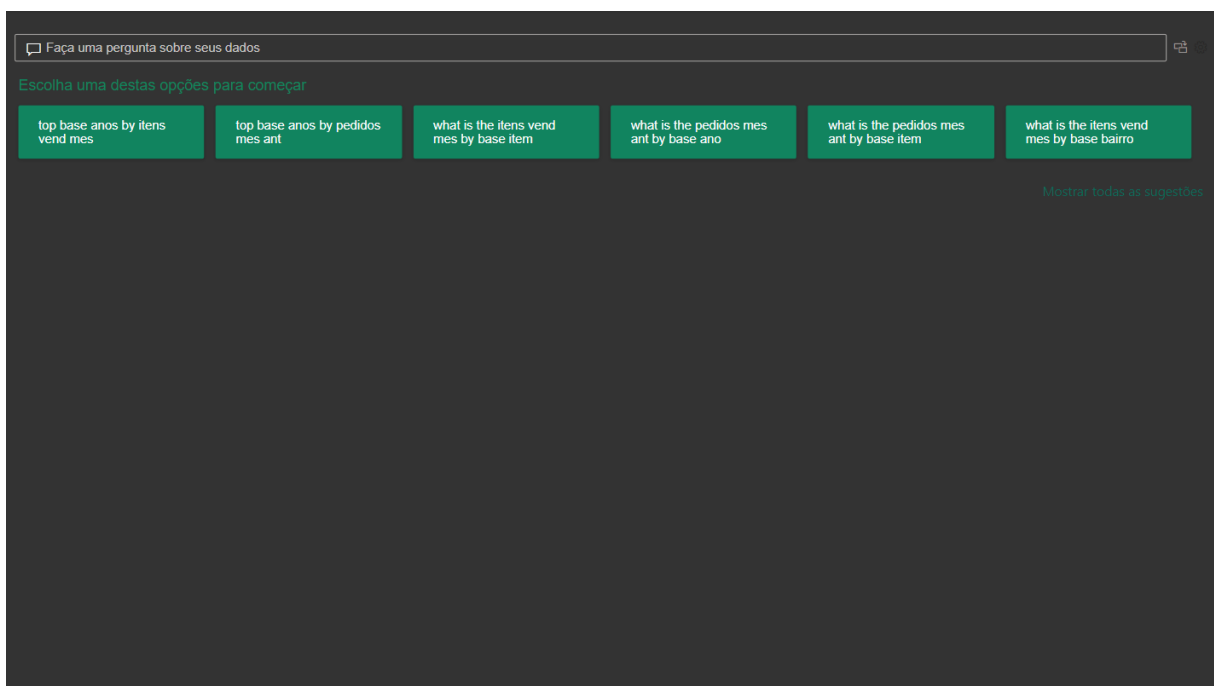 Faça uma pergunta sobre seus dados
Escolha uma destas opções para começar
top base anos by itens
vend mes
top base anos by pedidos
mes ant
what is the itens vend
mes by base item
what is the pedidos mes
ant by base ano
what is the pedidos mes
ant by base item
what is the itens vend
mes by base bairro
Mostrar todas as sugestões